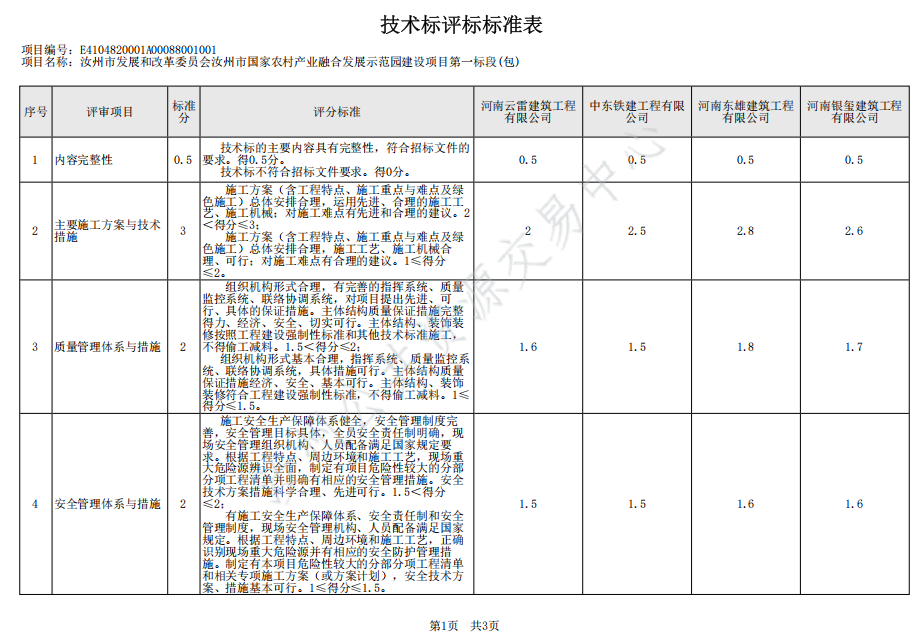 技术标评标标准表
项目编号：E4104820001A00088001001
项目名称：汝州市发展和改革委员会汝州市国家农村产业融合发展示范园建设项目第一标段(包)
序号
评审项目
标准
分
评分标准
河南云雷建筑工程
有限公司
中东铁建工程有限
公司
河南东雄建筑工程
有限公司
河南银玺建筑工程
有限公司
1
内容完整性
0.5
技术标的主要内容具有完整性，符合招标文件的
要求。得0.5分。
技术标不符合招标文件要求。得0分。
0.5
0.5
0.5
0.5
2
主要施工方案与技术
措施
3
施工方案（含工程特点、施工重点与难点及绿
色施工）总体安排合理，运用先进、合理的施工工
艺、施工机械；对施工难点有先进和合理的建议。2
＜得分≤3；
施工方案（含工程特点、施工重点与难点及绿
色施工）总体安排合理，施工工艺、施工机械合
理、可行；对施工难点有合理的建议。1≤得分
≤2。
2
2.5
2.8
2.6
3
质量管理体系与措施
2
组织机构形式合理，有完善的指挥系统、质量
监控系统、联络协调系统，对项目提出先进、可
行、具体的保证措施。主体结构质量保证措施完整
得力、经济、安全、切实可行。主体结构、装饰装
修按照工程建设强制性标准和其他技术标准施工，
不得偷工减料。1.5＜得分≤2；
组织机构形式基本合理，指挥系统、质量监控系
统、联络协调系统，具体措施可行。主体结构质量
保证措施经济、安全、基本可行。主体结构、装饰
装修符合工程建设强制性标准，不得偷工减料。1≤
得分≤1.5。
1.6
1.5
1.8
1.7
4
安全管理体系与措施
2
施工安全生产保障体系健全，安全管理制度完
善，安全管理目标具体，全员安全责任制明确，现
场安全管理组织机构、人员配备满足国家规定要
求。根据工程特点、周边环境和施工工艺，现场重
大危险源辨识全面，制定有项目危险性较大的分部
分项工程清单并明确有相应的安全管理措施。安全
技术方案措施科学合理、先进可行。1.5＜得分
≤2；
有施工安全生产保障体系、安全责任制和安全
管理制度，现场安全管理机构、人员配备满足国家
规定。根据工程特点、周边环境和施工工艺，正确
识别现场重大危险源并有相应的安全防护管理措
施。制定有本项目危险性较大的分部分项工程清单
和相关专项施工方案（或方案计划），安全技术方
案、措施基本可行。1≤得分≤1.5。
1.5
1.5
1.6
1.6
第1页 共3页